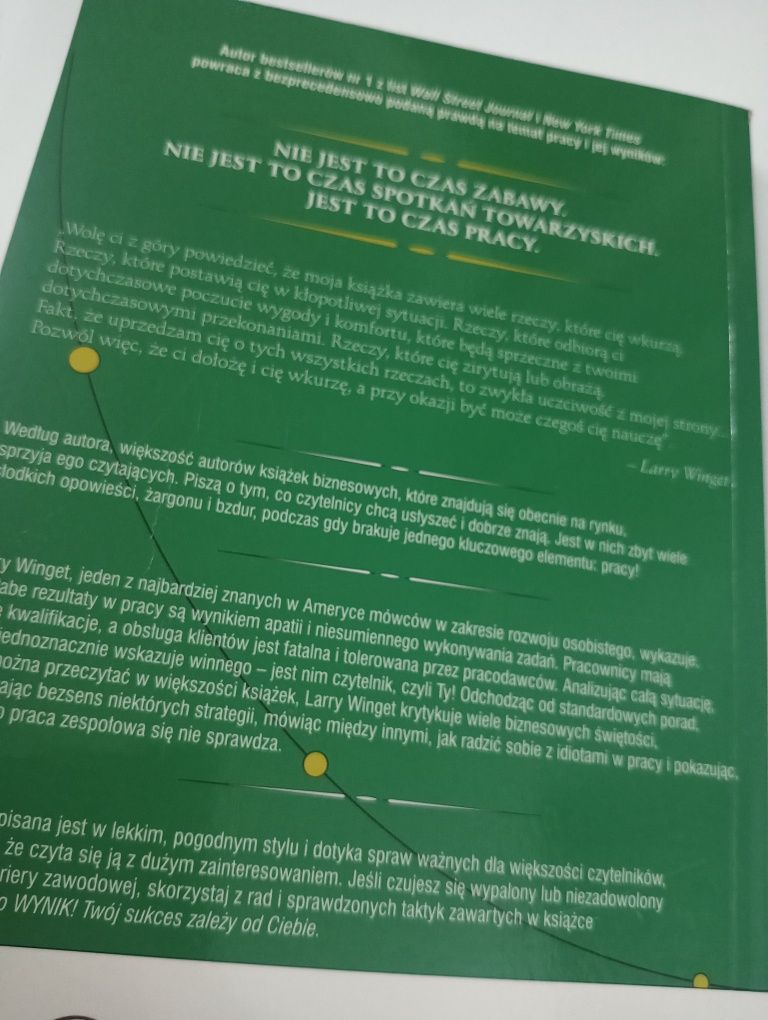 Autor bestsellerów nr 1 z list Wall Street Journal i New York Times
powraca z bezprecedensowo podaną prawdą na temat pracy i jej wyników:
NIE JEST TO CZAS ZABAWY.
NIE JEST TO CZAS SPOTKAŃ TOWARZYSKICH.
JEST TO CZAS PRACY.
„Wolę ci z góry powiedzieć, że moja książka zawiera wiele rzeczy, które cię wkurzą.
Rzeczy, które postawią cię w kłopotliwej sytuacji. Rzeczy, które odbiorą ci
dotychczasowe poczucie wygody i komfortu, które będą sprzeczne z twoimi
dotychczasowymi przekonaniami. Rzeczy, które cię zirytują lub obrażą.
Fakt, że uprzedzam cię o tych wszystkich rzeczach, to zwykła uczciwość z mojej strony...
Pozwól więc, że ci dołożę i cię wkurzę, a przy okazji być może czegoś cię nauczę”.
– Larry Winget
Według autora, większość autorów książek biznesowych, które znajdują się obecnie na rynku,
sprzyja ego czytających. Piszą o tym, co czytelnicy chcą usłyszeć i dobrze znają. Jest w nich zbyt wiele
słodkich opowieści, żargonu i bzdur, podczas gdy brakuje jednego kluczowego elementu: pracy!
ry Winget, jeden z najbardziej znanych w Ameryce mówców w zakresie rozwoju osobistego, wykazuje,
łabe rezultaty w pracy są wynikiem apatii i niesumiennego wykonywania zadań. Pracownicy mają
e kwalifikacje, a obsługa klientów jest fatalna i tolerowana przez pracodawców. Analizując całą sytuację,
jednoznacznie wskazuje winnego – jest nim czytelnik, czyli Ty! Odchodząc od standardowych porad,
można przeczytać w większości książek, Larry Winget krytykuje wiele biznesowych świętości,
ając bezsens niektórych strategii, mówiąc między innymi, jak radzić sobie z idiotami w pracy i pokazując,
o praca zespołowa się nie sprawdza.
pisana jest w lekkim, pogodnym stylu i dotyka spraw ważnych dla większości czytelników,
że czyta się ją z dużym zainteresowaniem. Jeśli czujesz się wypalony lub niezadowolony
riery zawodowej, skorzystaj z rad i sprawdzonych taktyk zawartych w książce
o WYNIK! Twój sukces zależy od Ciebie.